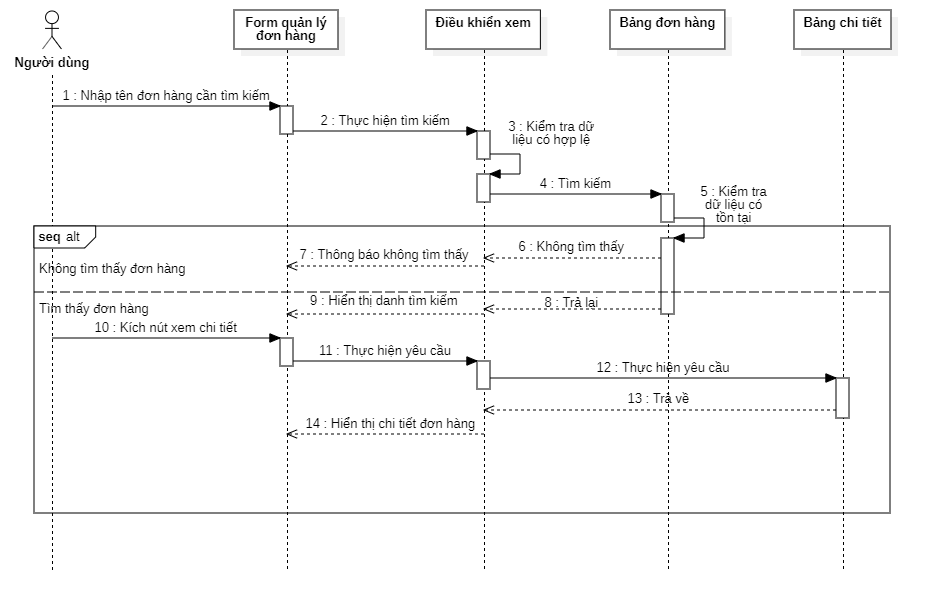 Người dùng
Form quản lý
đơn hàng
Điều khiển xem
Bảng đơn hàng
Bảng chi tiết
1 : Nhập tên đơn hàng cần tìm kiếm
2 : Thực hiện tìm kiếm
3 : Kiểm tra dữ
liệu có hợp lệ
4 : Tìm kiếm
5 : Kiểm tra
dữ liệu có
tồn tại
seq alt
6 : Không tìm thấy
7 : Thông báo không tìm thấy
Không tìm thấy đơn hàng
8 : Trả lại
9 : Hiển thị danh tìm kiếm
Tìm thấy đơn hàng
10 : Kích nút xem chi tiết
11 : Thực hiện yêu cầu
12 : Thực hiện yêu cầu
13 : Trả về
14 : Hiển thị chi tiết đơn hàng